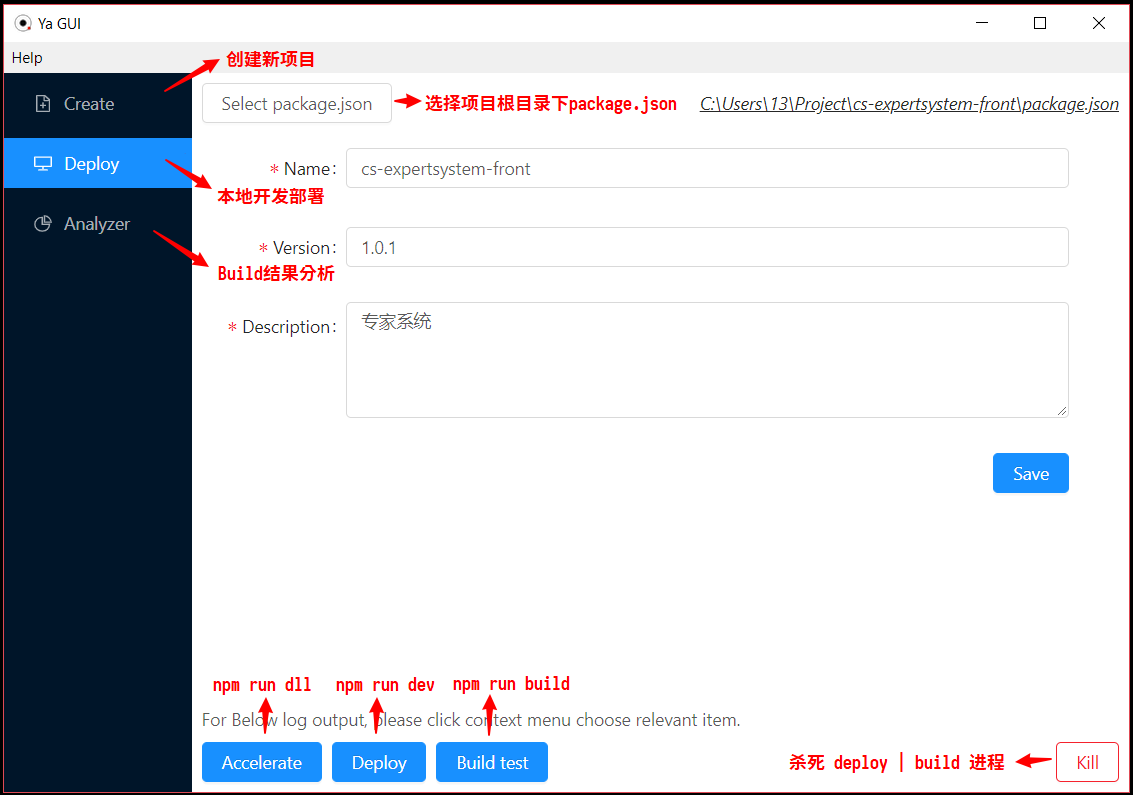 Ya GUI
Help
创建新项目
Create
Select package.json
选择项目根目录下package.json
C:\Users\13\Project\cs-expertsystem-front\package.json
Deploy
* Name:
cs-expertsystem-front
本地开发部署
Analyzer
* Version:
1.0.1
Build结果分析
* Description:
专家系统
Save
npm run dll
npm run dev
npm run build
For Below log output, please click context menu choose relevant item.
Accelerate
Deploy
Build test
杀死 deploy | build 进程
Kill